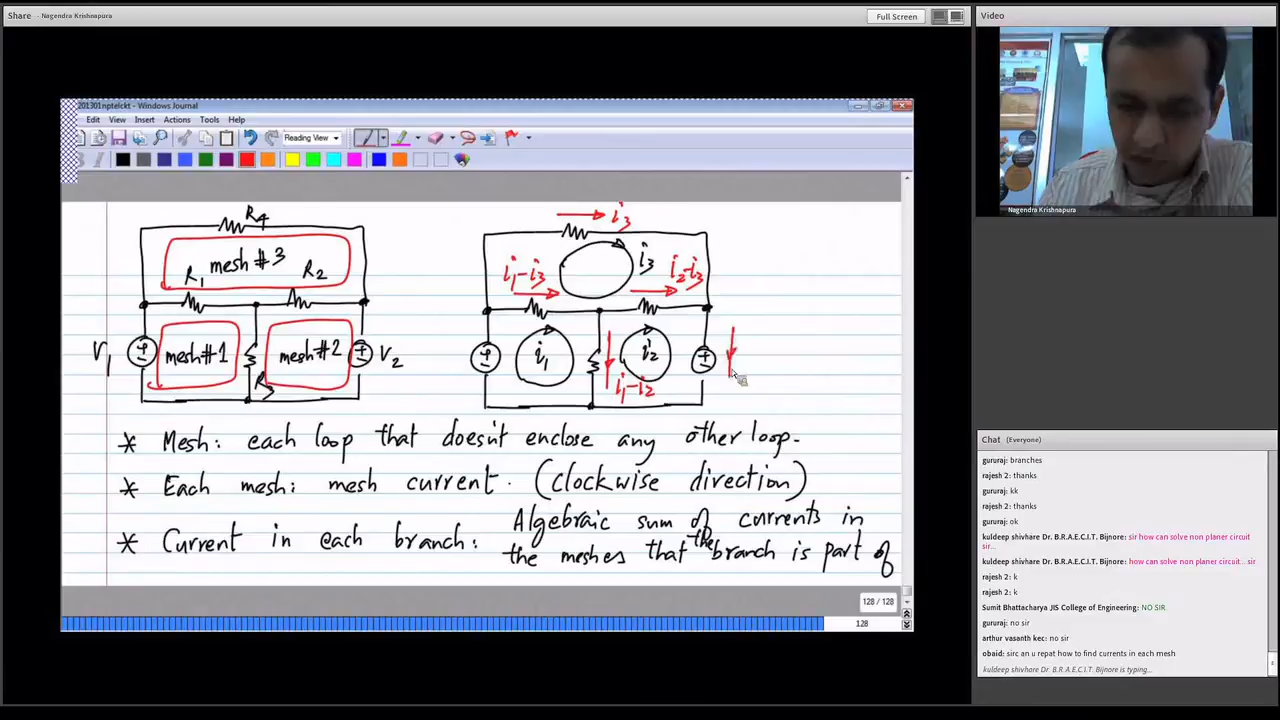 Share - Nagendra Krishnapura
Full Screen
Video
201301nptelckt - Windows Journal
Edit View Insert Actions Tools Help
Reading View
R4
mesh #3
R1
R2
V1
mesh#1
mesh#2
V2
R3
i3
i3
i1-i3
i2-i3
i1
i2
i1-i2
* Mesh: each loop that doesn't enclose any other loop.
* Each mesh: mesh current. (clockwise direction)
* Current in each branch: Algebraic sum of currents in
the meshes that the branch is part of
128 / 128
128
Nagendra Krishnapura
Chat (Everyone)
gururaj: branches
rajesh 2: thanks
gururaj: kk
rajesh 2: thanks
gururaj: ok
kuldeep shivhare Dr. B.R.A.E.C.I.T. Bijnore: sir how can solve non planer circuit
sir...
kuldeep shivhare Dr. B.R.A.E.C.I.T. Bijnore: how can solve non planer circuit... sir
rajesh 2: k
rajesh 2: k
Sumit Bhattacharya JIS College of Engineering: NO SIR
gururaj: no sir
arthur vasanth kec: no sir
obaid: sirc an u repat how to find currents in each mesh
kuldeep shivhare Dr. B.R.A.E.C.I.T. Bijnore is typing...